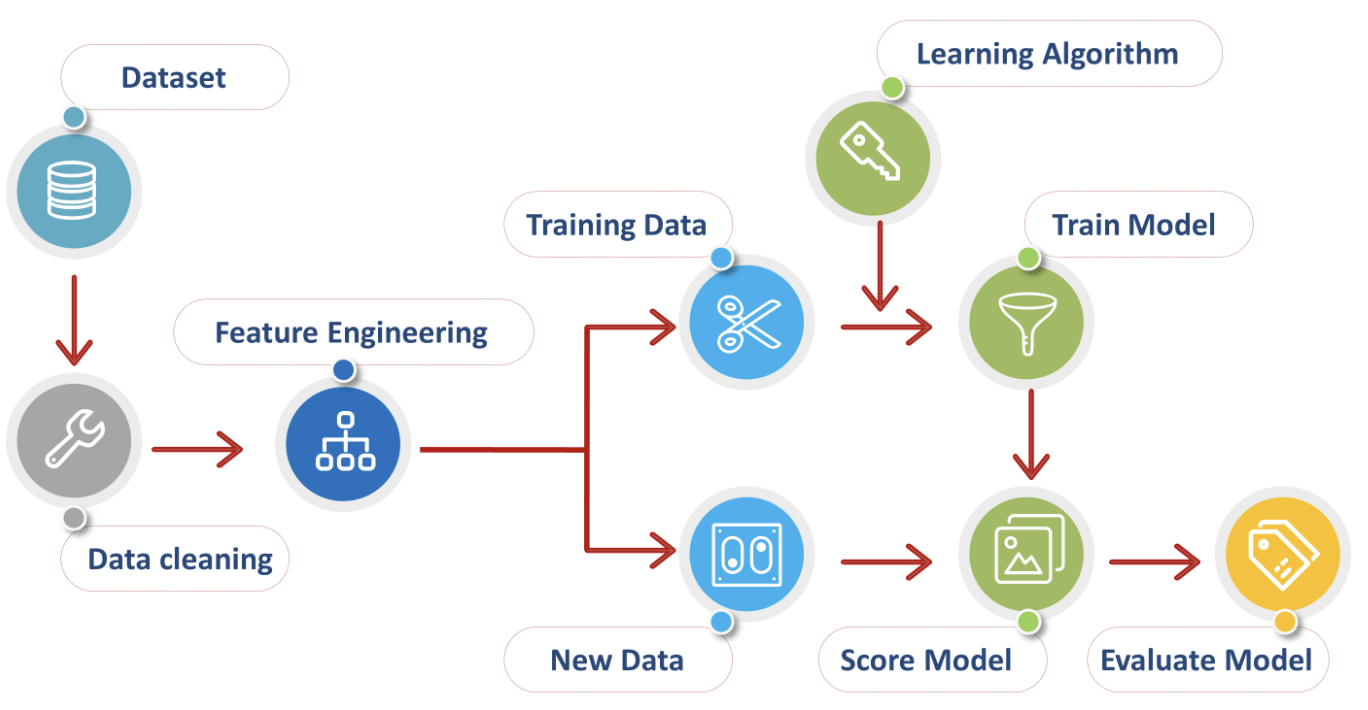 Dataset
Learning Algorithm
Training Data
Train Model
Feature Engineering
Data cleaning
New Data
Score Model
Evaluate Model